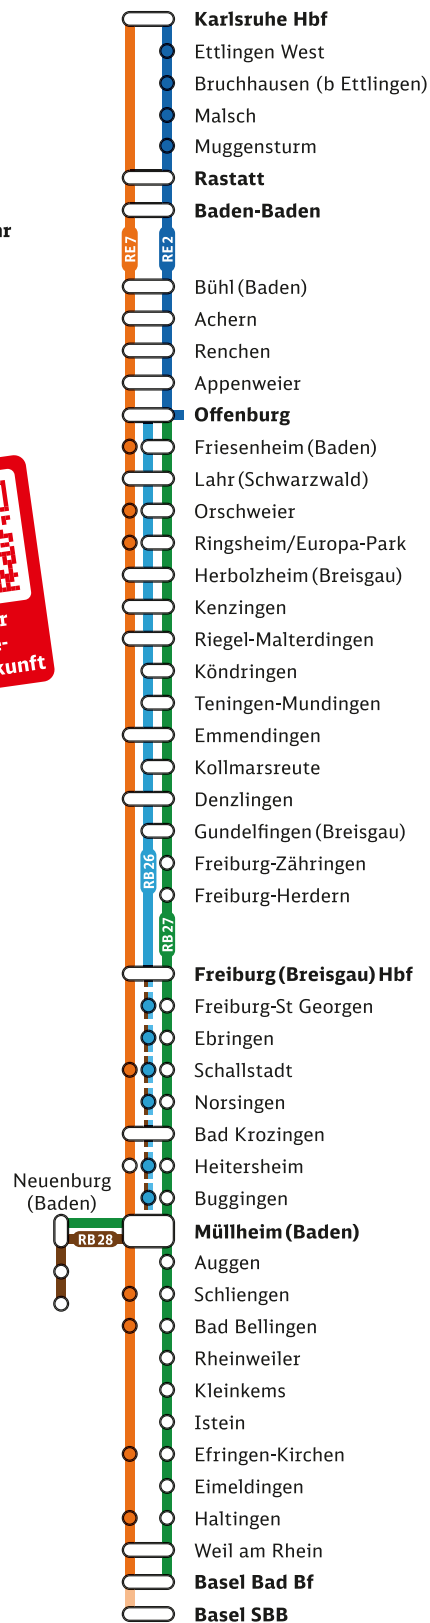 Karlsruhe Hbf
Ettlingen West
Bruchhausen (b Ettlingen)
Malsch
Muggensturm
Rastatt
Baden-Baden
RE 7
RE 2
Bühl (Baden)
Achern
Renchen
Appenweier
Offenburg
Friesenheim (Baden)
Lahr (Schwarzwald)
Orschweier
Ringsheim/Europa-Park
Herbolzheim (Breisgau)
Kenzingen
Riegel-Malterdingen
Köndringen
Teningen-Mundingen
Emmendingen
Kollmarsreute
Denzlingen
Gundelfingen (Breisgau)
Freiburg-Zähringen
RB 26
Freiburg-Herdern
RB 27
Freiburg (Breisgau) Hbf
Freiburg-St Georgen
Ebringen
Schallstadt
Norsingen
Bad Krozingen
Heitersheim
Buggingen
Neuenburg
(Baden)
Müllheim (Baden)
RB 28
Auggen
Schliengen
Bad Bellingen
Rheinweiler
Kleinkems
Istein
Efringen-Kirchen
Eimeldingen
Haltingen
Weil am Rhein
Basel Bad Bf
Basel SBB